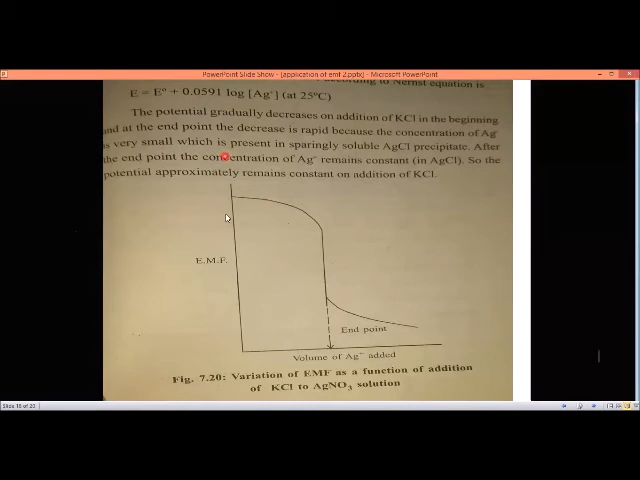 PowerPoint Slide Show - [application of emf 2.pptx] - Microsoft PowerPoint
according to Nernst equation is
E = E° + 0.0591 log [Ag⁺] (at 25°C)
The potential gradually decreases on addition of KCl in the beginning
and at the end point the decrease is rapid because the concentration of Ag⁺
is very small which is present in sparingly soluble AgCl precipitate. After
the end point the concentration of Ag⁺ remains constant (in AgCl). So the
potential approximately remains constant on addition of KCl.
E.M.F.
End point
Volume of Ag⁺ added
Fig. 7.20: Variation of EMF as a function of addition
of KCl to AgNO₃ solution
Slide 18 of 20